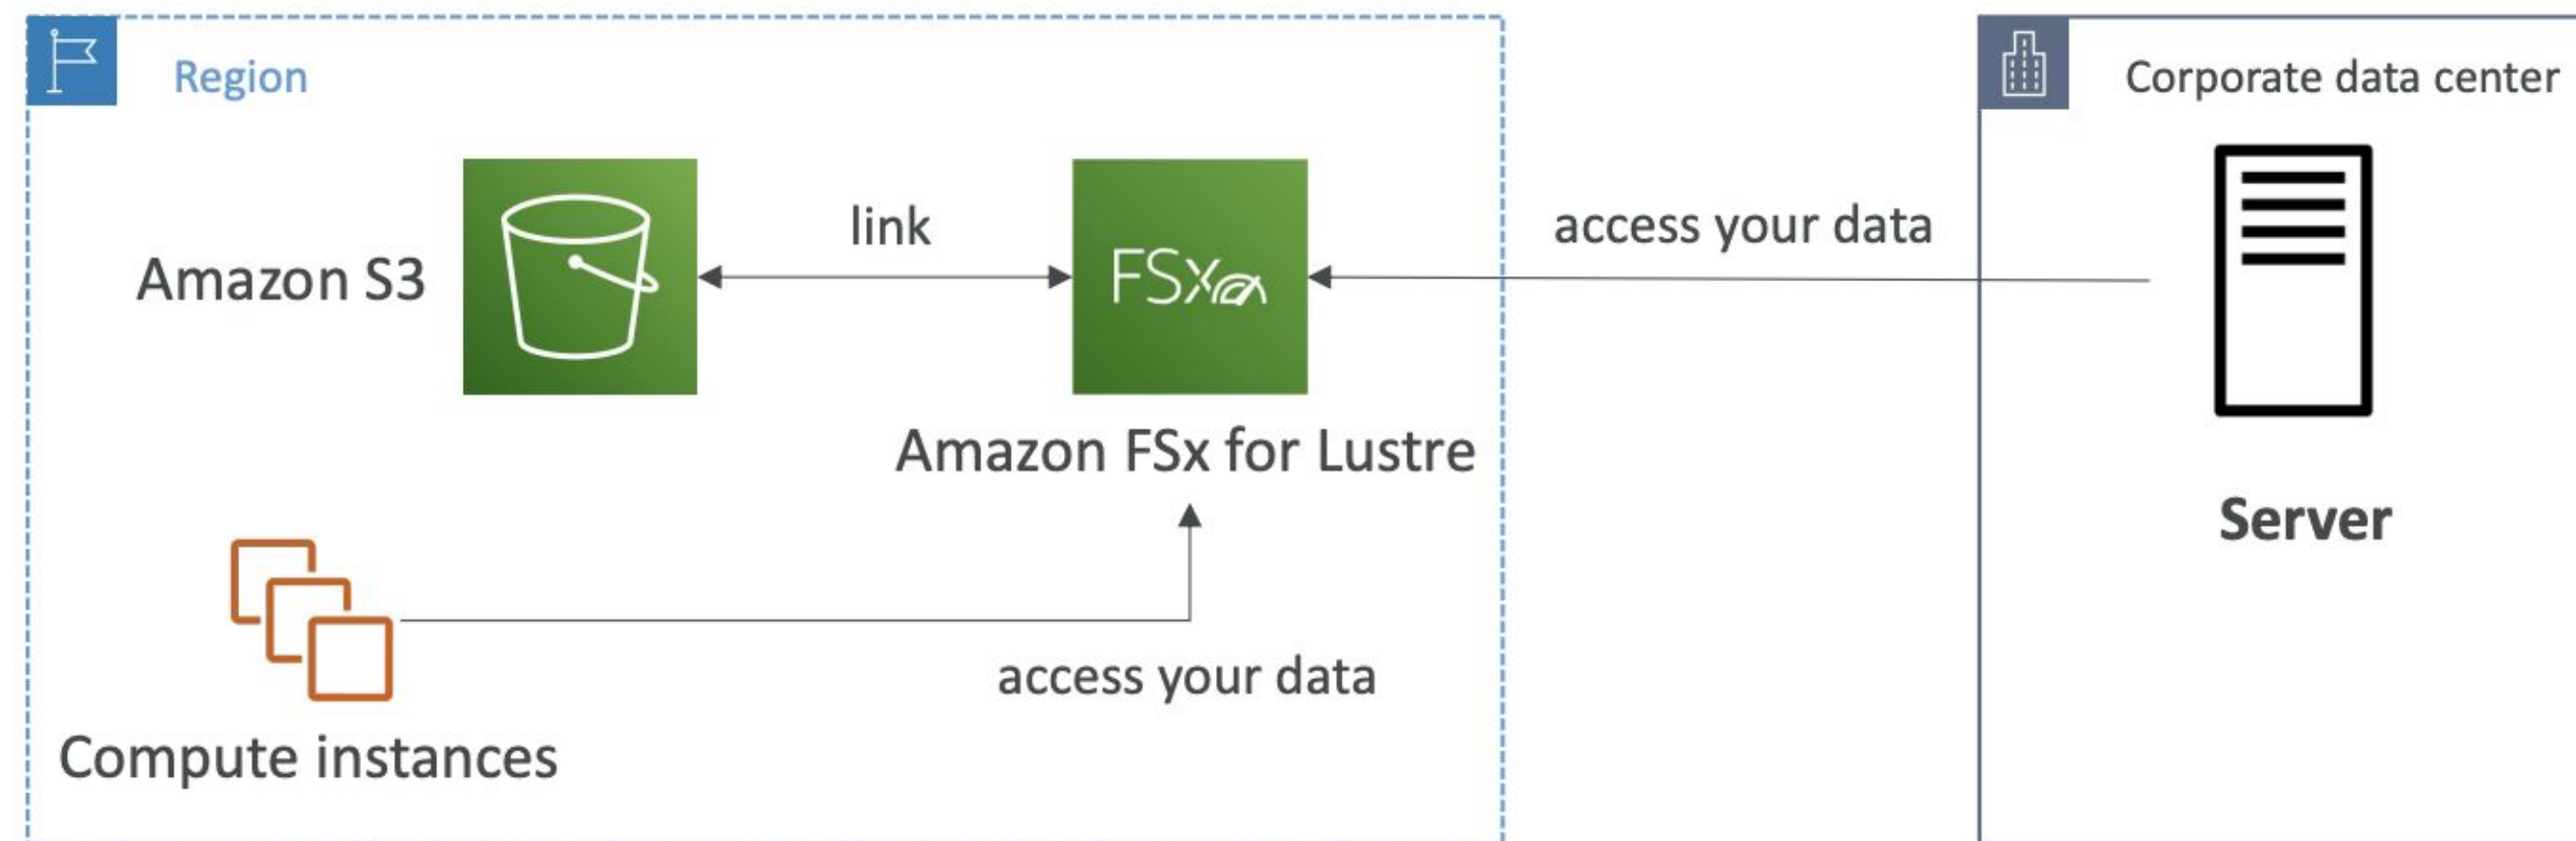 Region
Corporate data center
Amazon S3
link
FSx
access your data
Amazon FSx for Lustre
Server
access your data
Compute instances